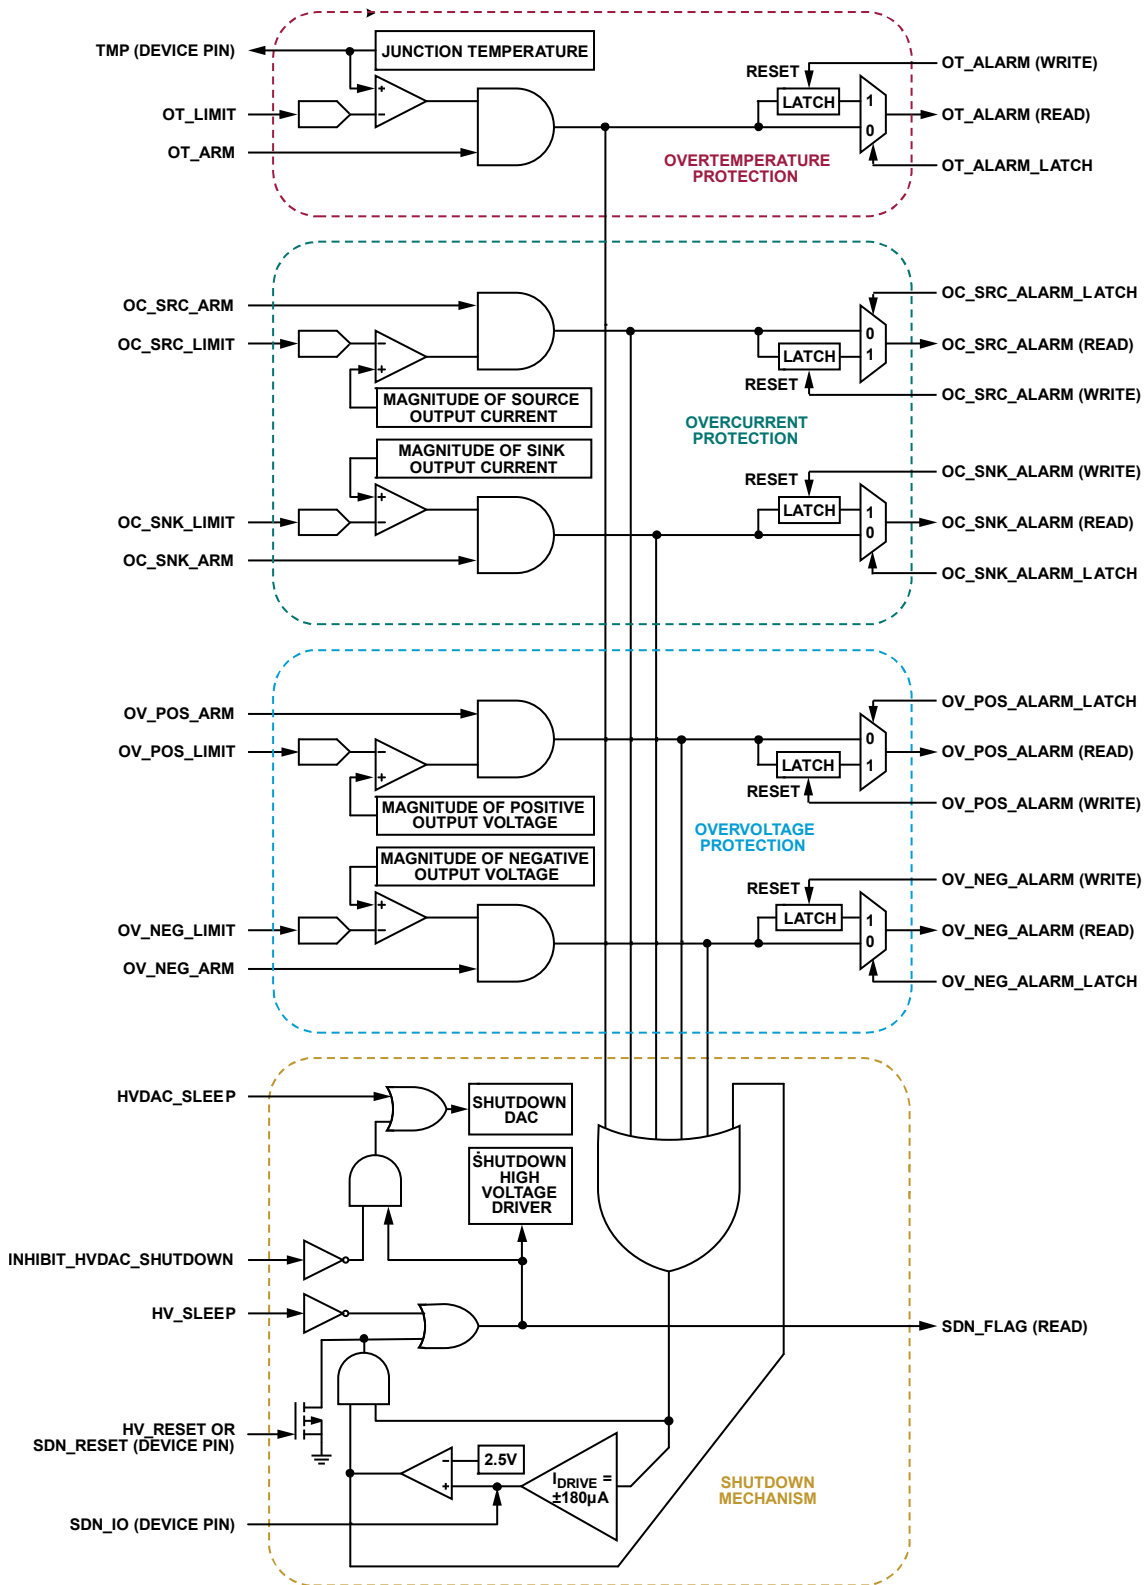 TMP (DEVICE PIN)
JUNCTION TEMPERATURE
+
−
OT_LIMIT
OT_ARM
RESET
LATCH
1
0
OT_ALARM (WRITE)
OT_ALARM (READ)
OT_ALARM_LATCH
OVERTEMPERATURE
PROTECTION
OC_SRC_ARM
OC_SRC_LIMIT
−
+
MAGNITUDE OF SOURCE
OUTPUT CURRENT
0
LATCH
1
RESET
OC_SRC_ALARM_LATCH
OC_SRC_ALARM (READ)
OC_SRC_ALARM (WRITE)
OVERCURRENT
PROTECTION
MAGNITUDE OF SINK
OUTPUT CURRENT
+
−
OC_SNK_LIMIT
OC_SNK_ARM
RESET
LATCH
1
0
OC_SNK_ALARM (WRITE)
OC_SNK_ALARM (READ)
OC_SNK_ALARM_LATCH
OV_POS_ARM
OV_POS_LIMIT
−
+
MAGNITUDE OF POSITIVE
OUTPUT VOLTAGE
0
LATCH
1
RESET
OV_POS_ALARM_LATCH
OV_POS_ALARM (READ)
OV_POS_ALARM (WRITE)
OVERVOLTAGE
PROTECTION
MAGNITUDE OF NEGATIVE
OUTPUT VOLTAGE
+
−
OV_NEG_LIMIT
OV_NEG_ARM
RESET
LATCH
1
0
OV_NEG_ALARM (WRITE)
OV_NEG_ALARM (READ)
OV_NEG_ALARM_LATCH
HVDAC_SLEEP
SHUTDOWN
DAC
SHUTDOWN
HIGH
VOLTAGE
DRIVER
INHIBIT_HVDAC_SHUTDOWN
HV_SLEEP
SDN_FLAG (READ)
HV_RESET OR
SDN_RESET (DEVICE PIN)
−
+
2.5V
IDRIVE =
±180µA
SHUTDOWN
MECHANISM
SDN_IO (DEVICE PIN)